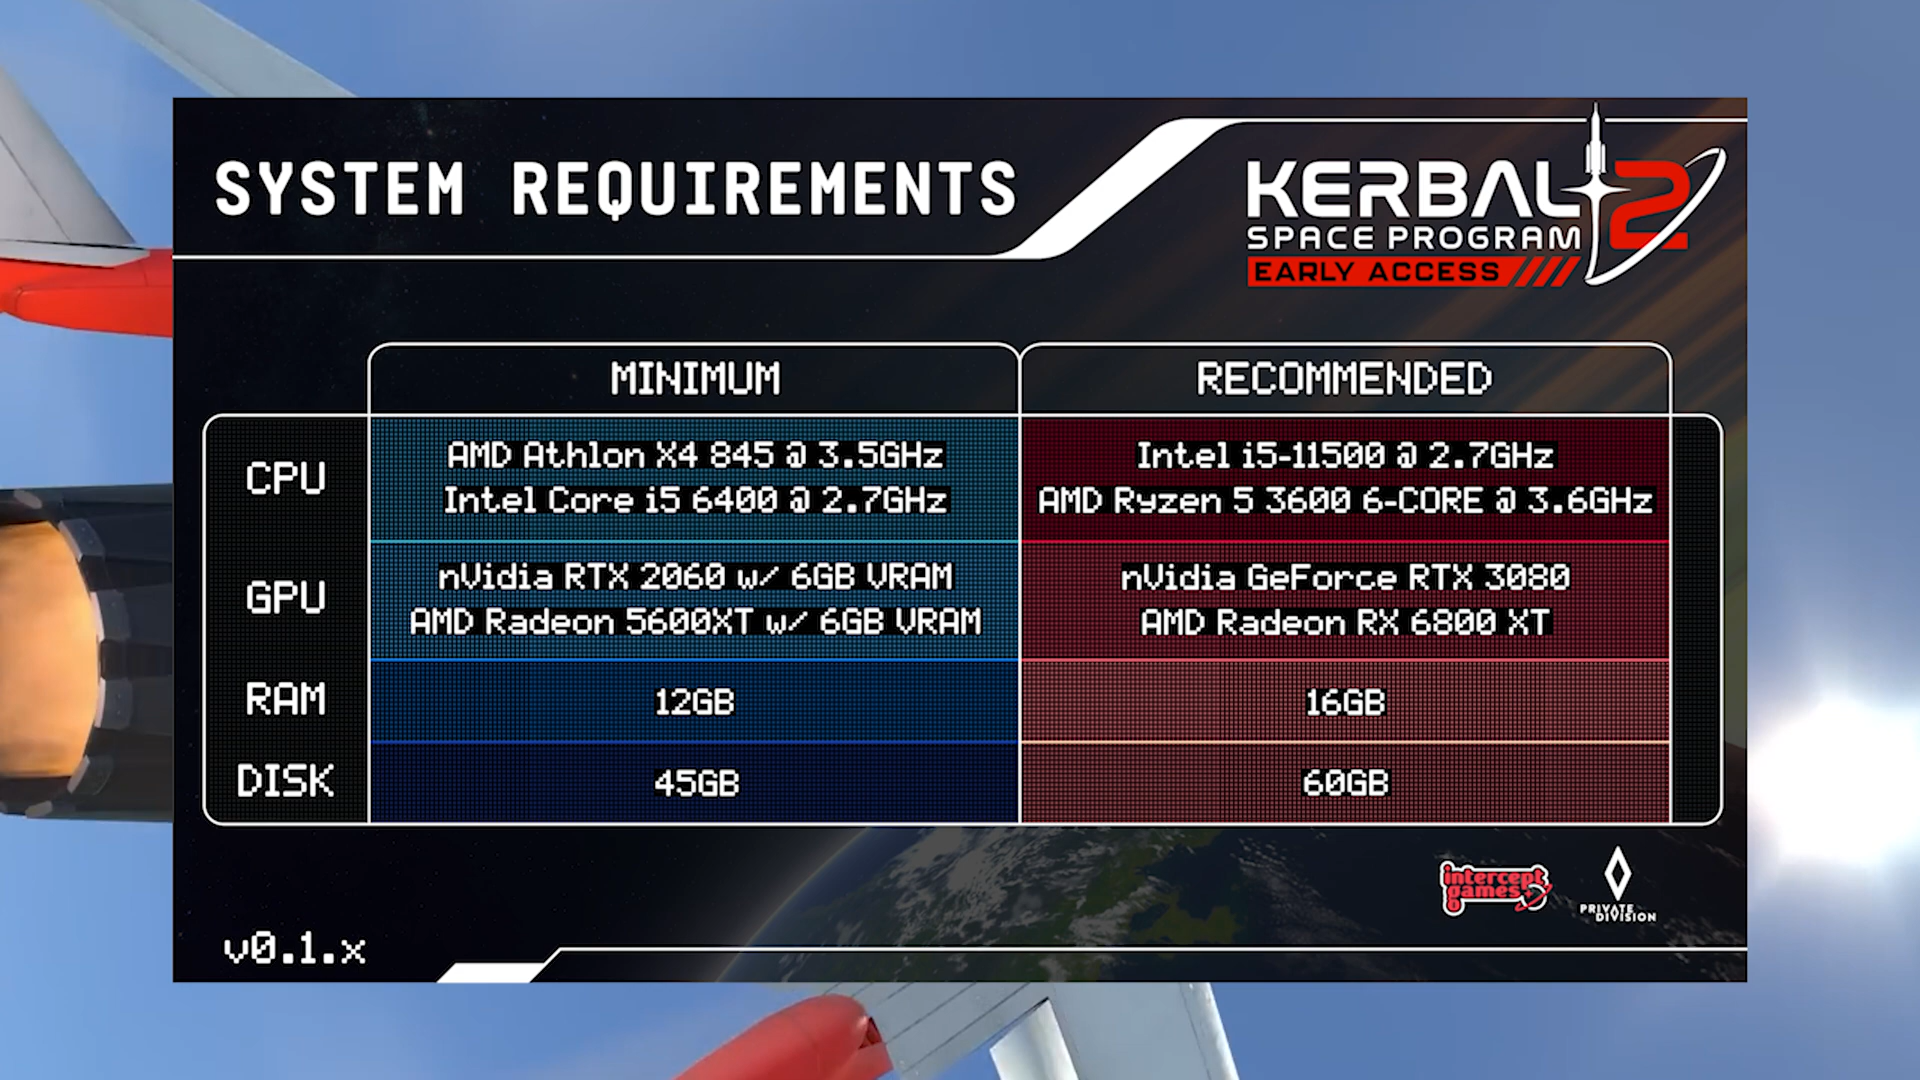 SYSTEM REQUIREMENTS
KERBAL 2
SPACE PROGRAM
EARLY ACCESS
MINIMUM
RECOMMENDED
CPU
AMD Athlon X4 845 @ 3.5GHz
Intel Core i5 6400 @ 2.7GHz
Intel i5-11500 @ 2.7GHz
AMD Ryzen 5 3600 6-CORE @ 3.6GHz
GPU
nVidia RTX 2060 w/ 6GB VRAM
AMD Radeon 5600XT w/ 6GB VRAM
nVidia GeForce RTX 3080
AMD Radeon RX 6800 XT
RAM
12GB
16GB
DISK
45GB
60GB
intercept
games
PRIVATE
DIVISION
v0.1.x